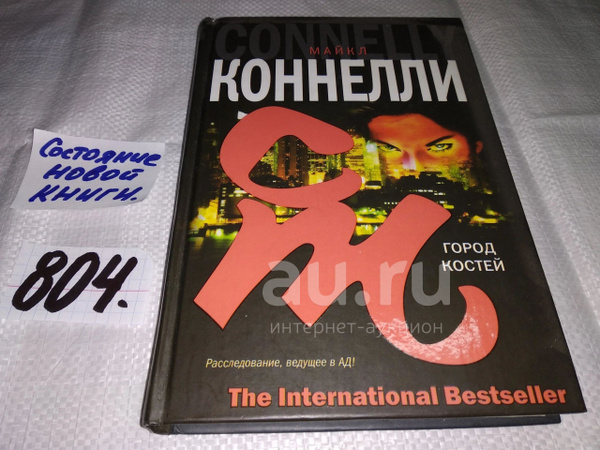 CONNELLY
МАЙКЛ
КОННЕЛЛИ
Состояние
новой
книги.
804.
ГОРОД
КОСТЕЙ
au.ru
интернет-аукцион
Расследование, ведущее в АД!
The International Bestseller